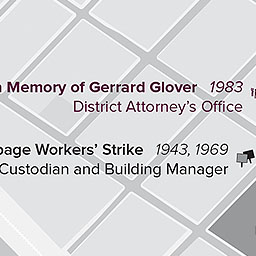 Memory of Gerrard Glover 1983
District Attorney’s Office
Workers’ Strike 1943, 1969
Custodian and Building Manager